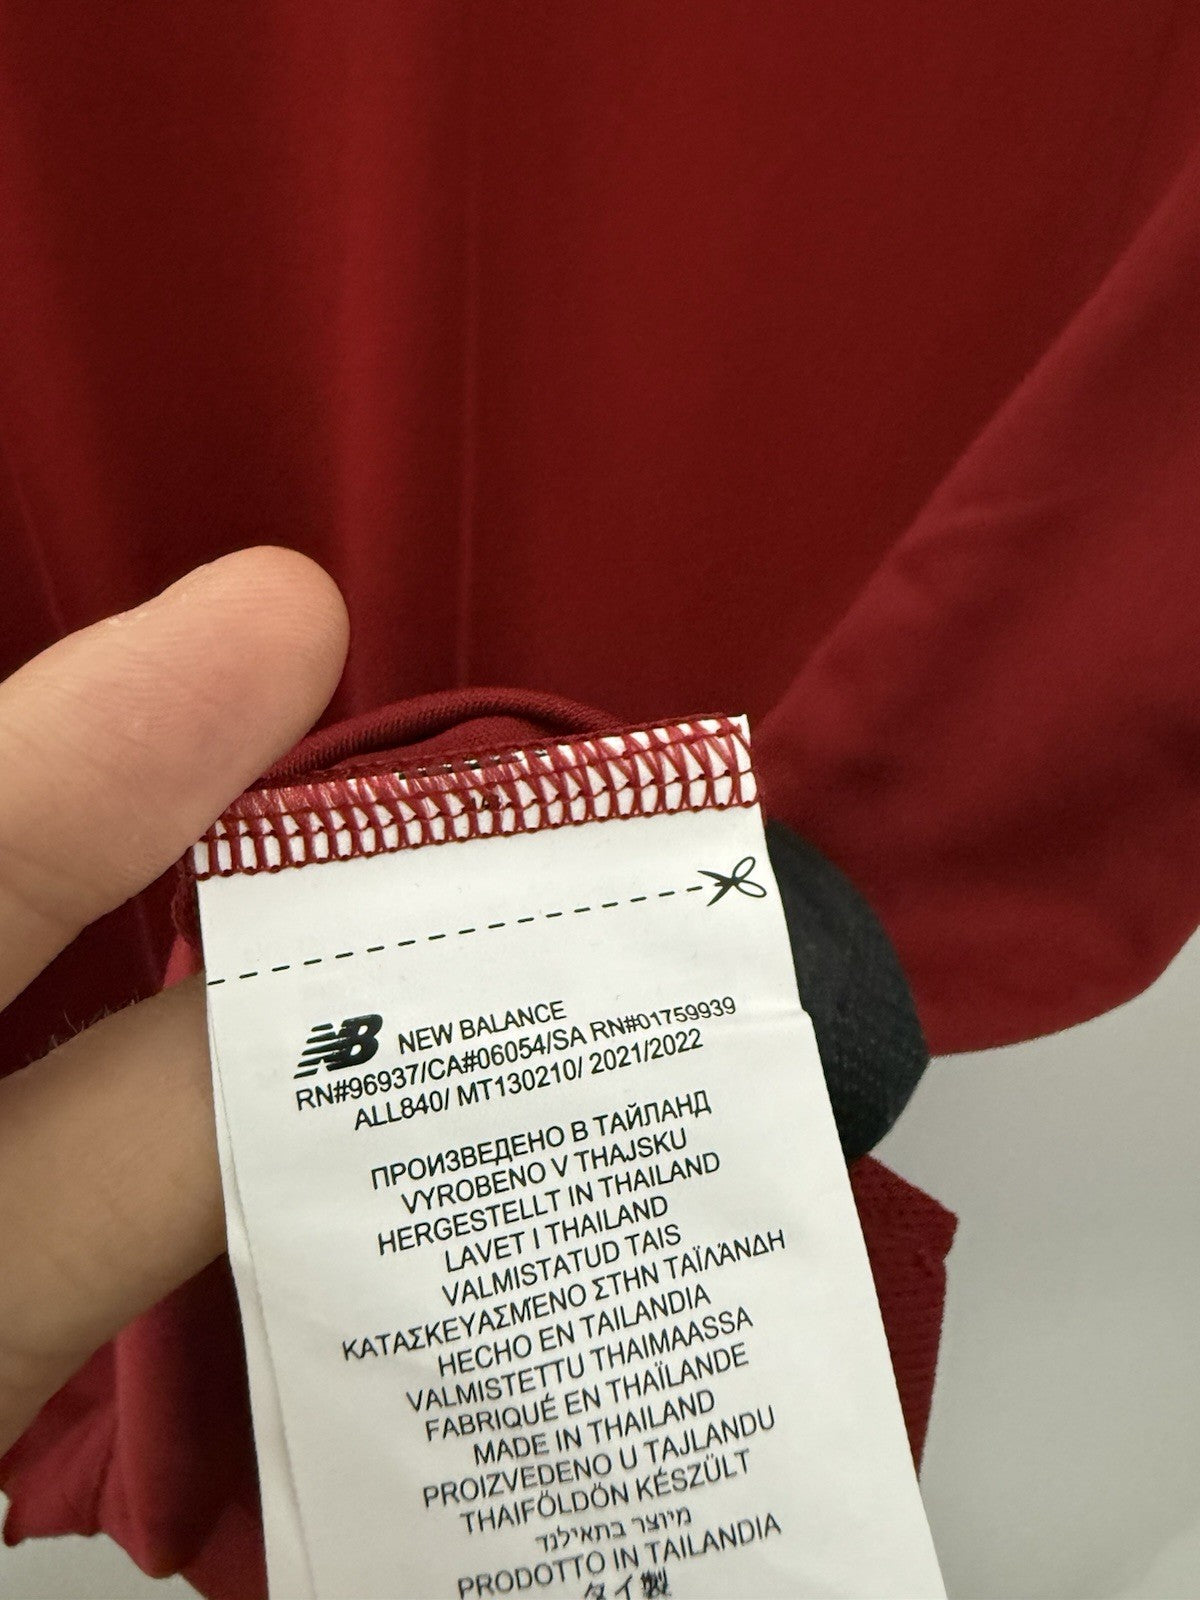 NB NEW BALANCE
RN#96937/CA#06054/SA RN#01759939
ALL840/ MT130210/ 2021/2022
ПРОИЗВЕДЕНО В ТАЙЛАНД
VYROBENO V THAJSKU
HERGESTELLT IN THAILAND
LAVET I THAILAND
VALMISTATUD TAIS
ΚΑΤΑΣΚΕΥΑΣΜΈΝΟ ΣΤΗΝ ΤΑΪΛΆΝΔΗ
HECHO EN TAILANDIA
VALMISTETTU THAIMAASSA
FABRIQUÉ EN THAÏLANDE
MADE IN THAILAND
PROIZVEDENO U TAJLANDU
THAIFÖLDÖN KÉSZÜLT
מיוצר בתאילנד
PRODOTTO IN TAILANDIA
タイ製